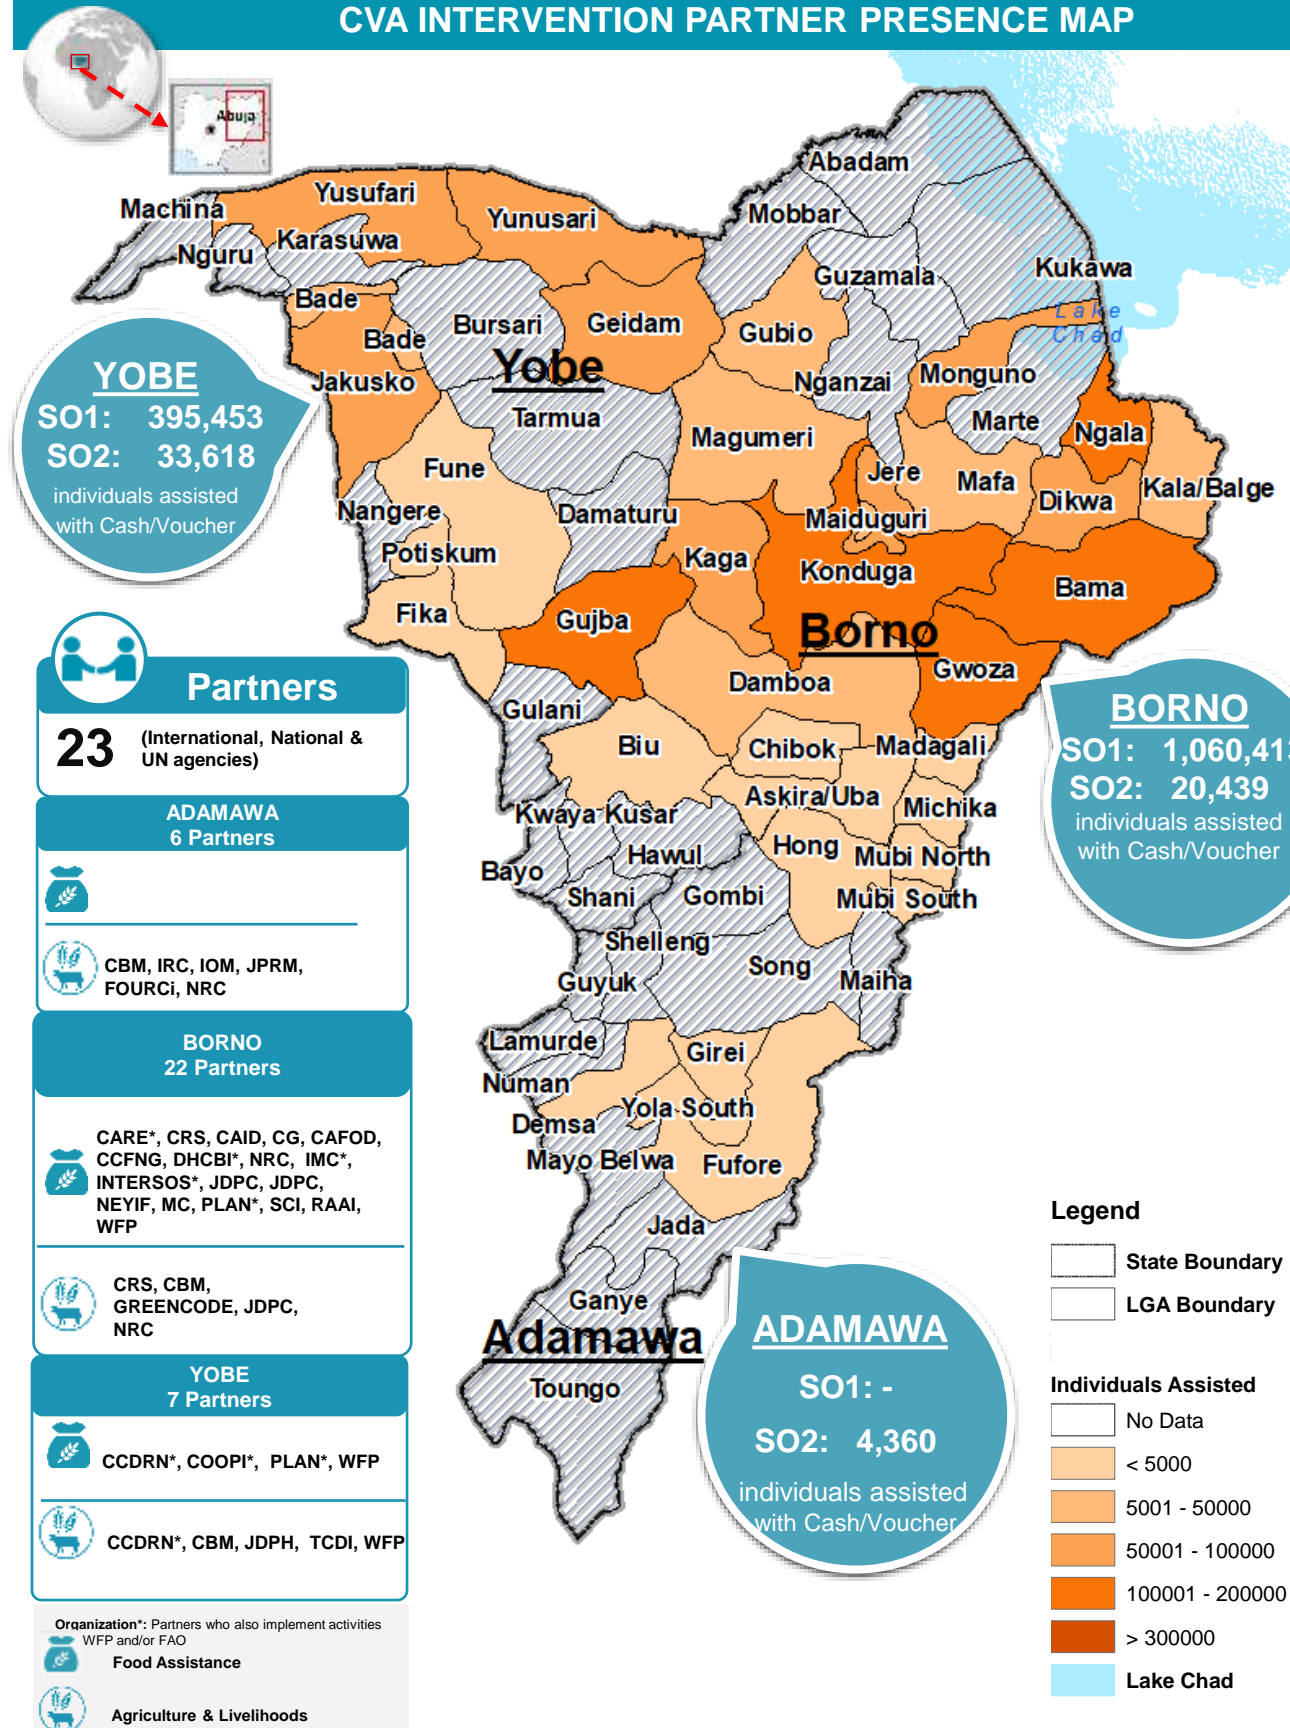 CVA INTERVENTION PARTNER PRESENCE MAP
Abuja
Abadam
Machina
Yusufari
Yunusari
Mobbar
Nguru
Karasuwa
Guzamala
Kukawa
Bade
Bursari
Geidam
Gubio
Lake
Chad
Bade
Yobe
Jakusko
Nganzai
Monguno
Tarmua
Magumeri
Marte
Ngala
Fune
Jere
Mafa
Dikwa
Kala/Balge
Nangere
Damaturu
Maiduguri
Potiskum
Kaga
Konduga
Bama
Fika
Gujba
Borno
Gwoza
Damboa
Gulani
Biu
Chibok
Madagali
Askira/Uba
Michika
Kwaya Kusar
Hawul
Hong
Mubi North
Bayo
Shani
Gombi
Mubi South
Shelleng
Song
Maiha
Guyuk
Lamurde
Girei
Numan
Demsa
Yola South
Mayo Belwa
Fufore
Jada
Ganye
Adamawa
Toungo
YOBE
SO1: 395,453
SO2: 33,618
individuals assisted
with Cash/Voucher
BORNO
SO1: 1,060,413
SO2: 20,439
individuals assisted
with Cash/Voucher
ADAMAWA
SO1: -
SO2: 4,360
individuals assisted
with Cash/Voucher
Partners
23
(International, National &
UN agencies)
ADAMAWA
6 Partners
CBM, IRC, IOM, JPRM,
FOURCi, NRC
BORNO
22 Partners
CARE*, CRS, CAID, CG, CAFOD,
CCFNG, DHCBI*, NRC, IMC*,
INTERSOS*, JDPC, JDPC,
NEYIF, MC, PLAN*, SCI, RAAI,
WFP
CRS, CBM,
GREENCODE, JDPC,
NRC
YOBE
7 Partners
CCDRN*, COOPI*, PLAN*, WFP
CCDRN*, CBM, JDPH, TCDI, WFP
Organization*: Partners who also implement activities
WFP and/or FAO
Food Assistance
Agriculture & Livelihoods
Legend
State Boundary
LGA Boundary
Individuals Assisted
No Data
< 5000
5001 - 50000
50001 - 100000
100001 - 200000
> 300000
Lake Chad